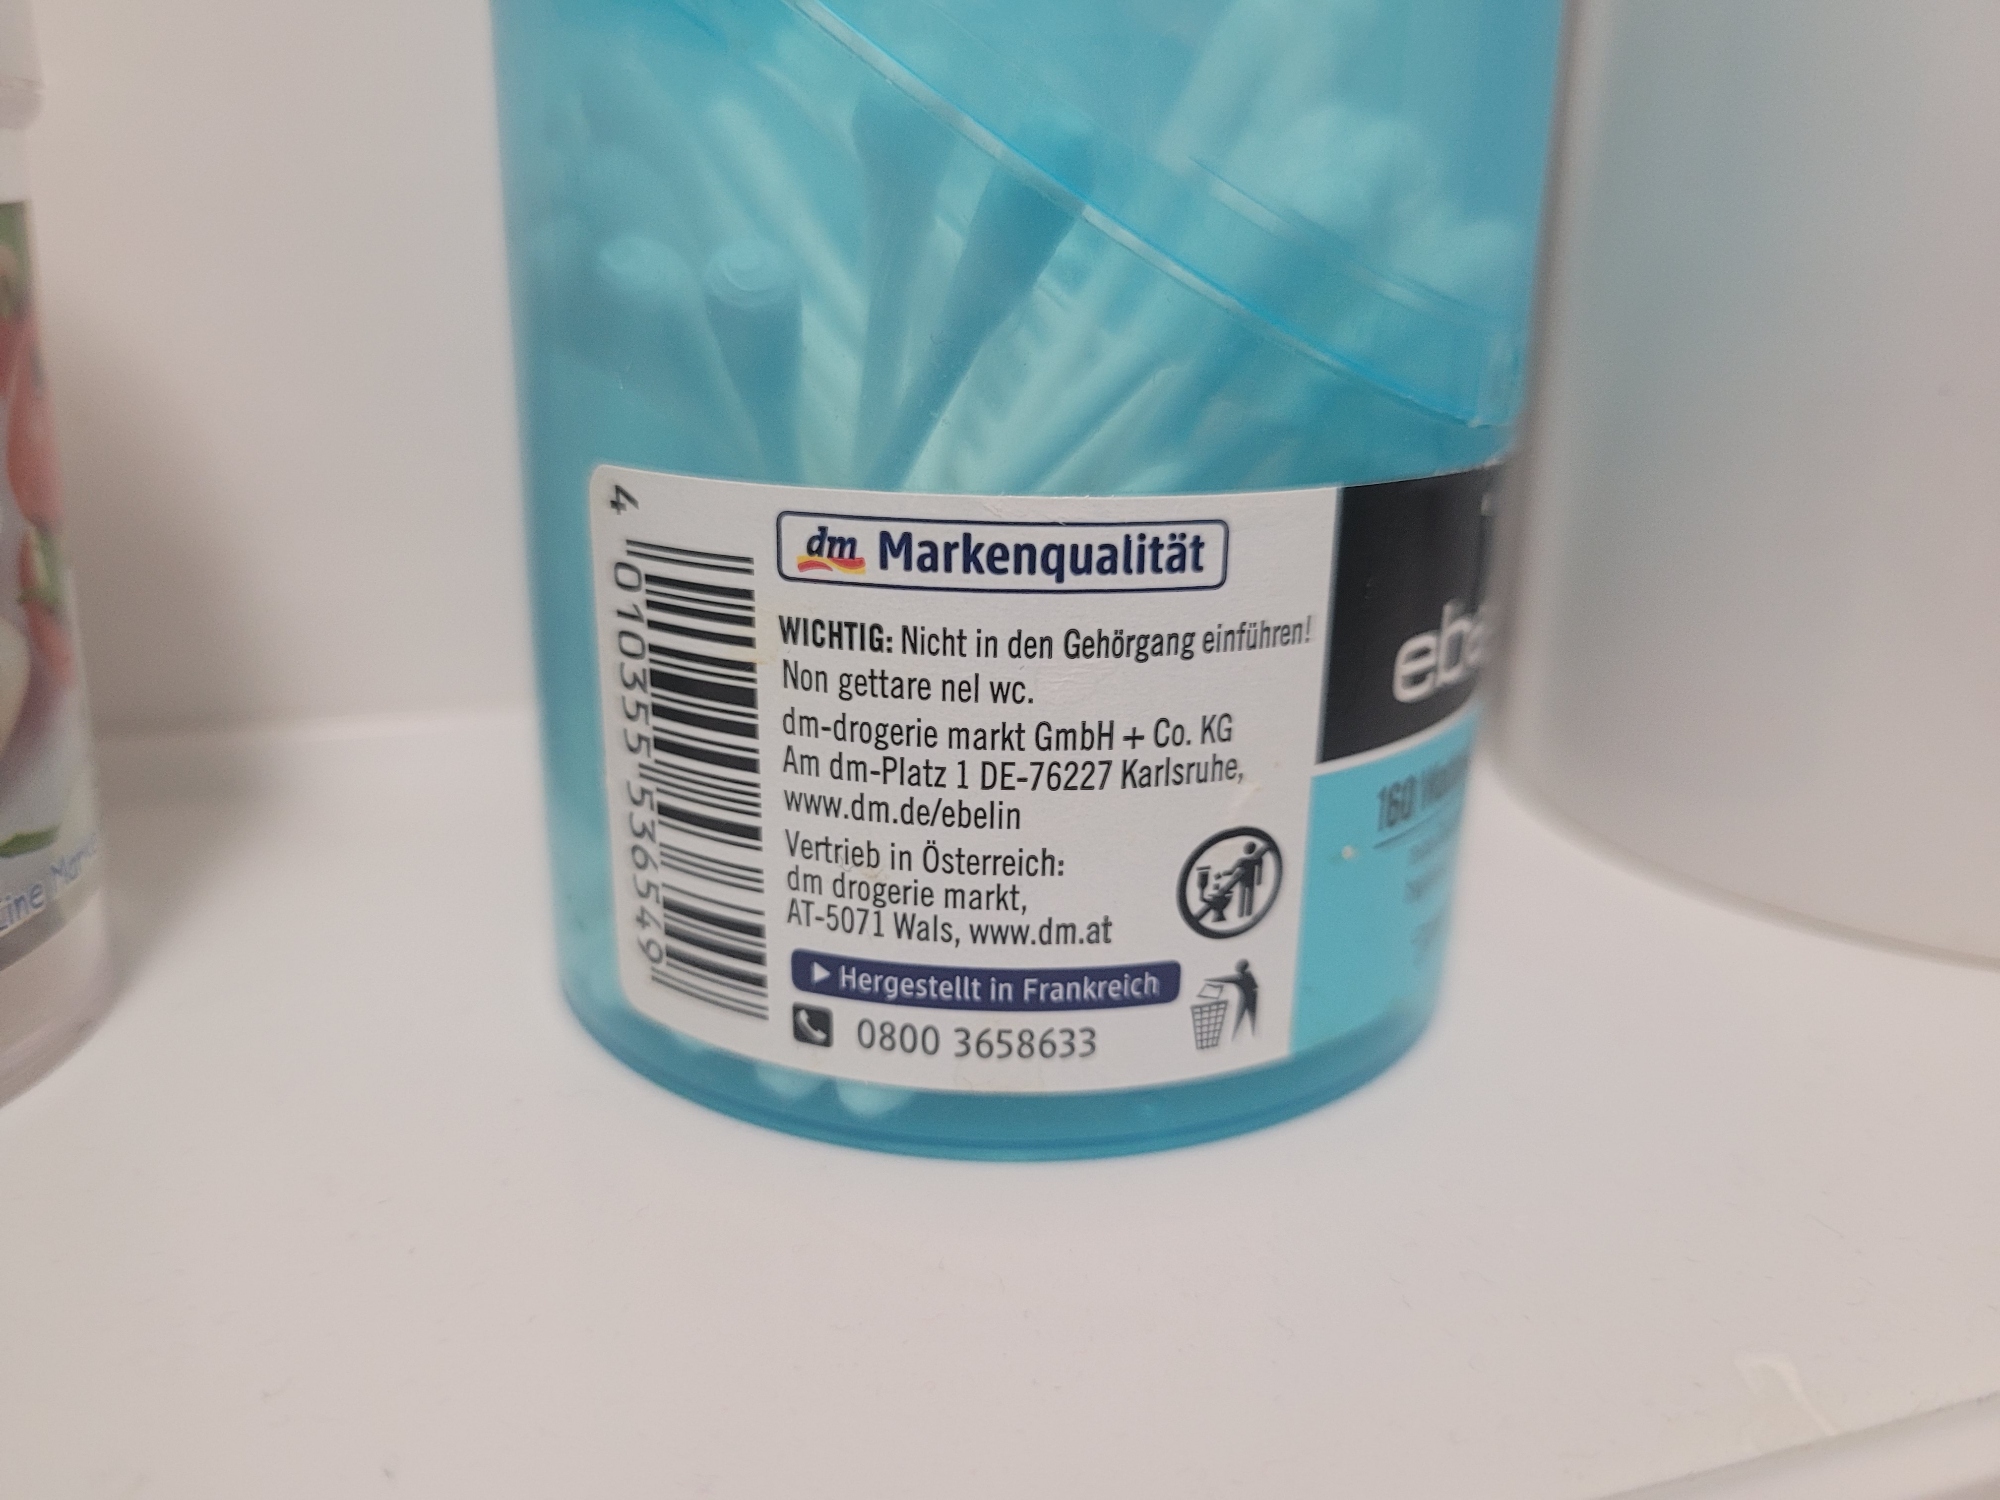 dm Markenqualität
WICHTIG: Nicht in den Gehörgang einführen!
Non gettare nel wc.
dm-drogerie markt GmbH + Co. KG
Am dm-Platz 1 DE-76227 Karlsruhe,
www.dm.de/ebelin
Vertrieb in Österreich:
dm drogerie markt,
AT-5071 Wals, www.dm.at
Hergestellt in Frankreich
0800 3658633
4 010355 536549
160